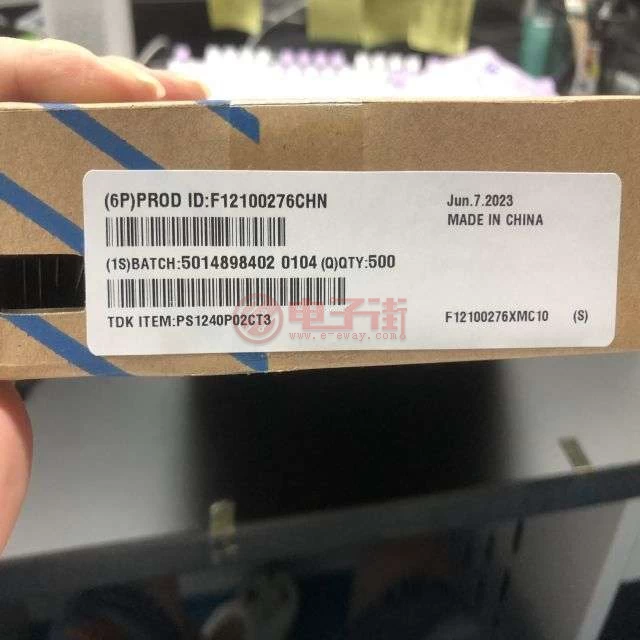 (6P)PROD ID:F12100276CHN
Jun.7.2023
MADE IN CHINA
(1S)BATCH:5014898402 0104 (Q)QTY:500
TDK ITEM:PS1240P02CT3
F12100276XMC10 (S)
电子街
www.e-eway.com